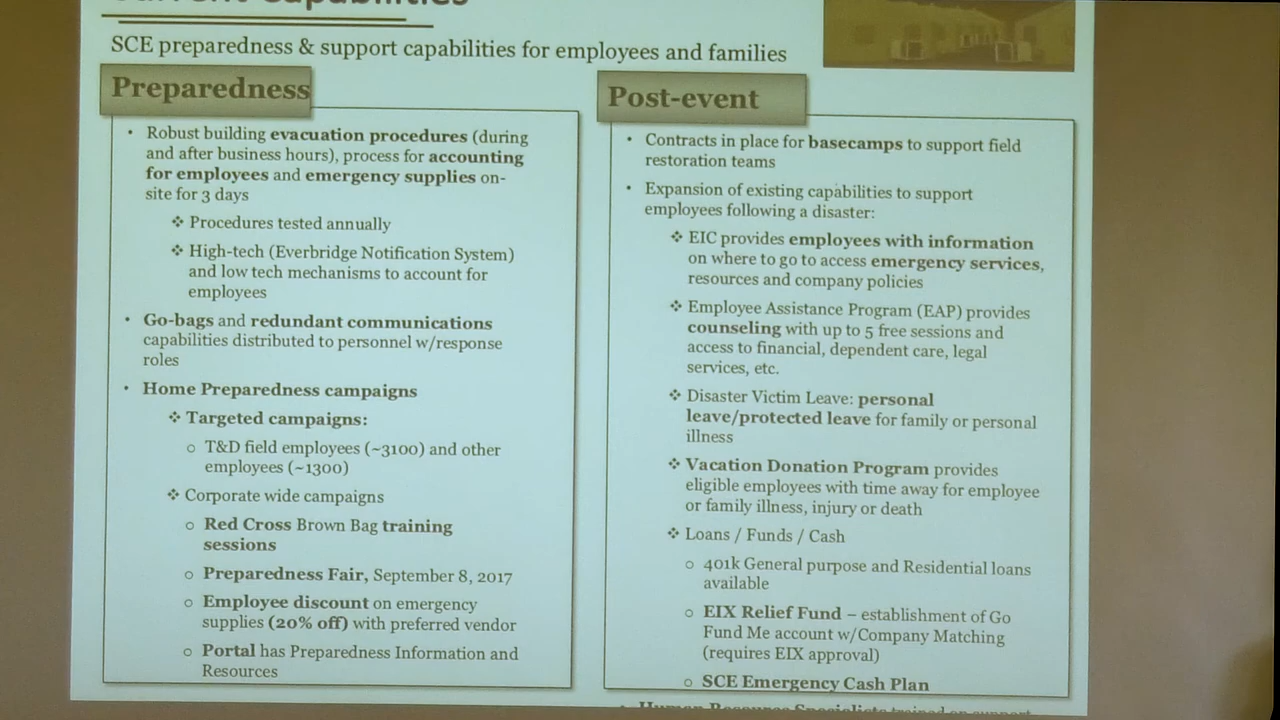 Current Capabilities
SCE preparedness & support capabilities for employees and families
Preparedness
• Robust building evacuation procedures (during
and after business hours), process for accounting
for employees and emergency supplies on-
site for 3 days
❖ Procedures tested annually
❖ High-tech (Everbridge Notification System)
and low tech mechanisms to account for
employees
• Go-bags and redundant communications
capabilities distributed to personnel w/response
roles
• Home Preparedness campaigns
❖ Targeted campaigns:
○ T&D field employees (~3100) and other
employees (~1300)
❖ Corporate wide campaigns
○ Red Cross Brown Bag training
sessions
○ Preparedness Fair, September 8, 2017
○ Employee discount on emergency
supplies (20% off) with preferred vendor
○ Portal has Preparedness Information and
Resources
Post-event
• Contracts in place for basecamps to support field
restoration teams
• Expansion of existing capabilities to support
employees following a disaster:
❖ EIC provides employees with information
on where to go to access emergency services,
resources and company policies
❖ Employee Assistance Program (EAP) provides
counseling with up to 5 free sessions and
access to financial, dependent care, legal
services, etc.
❖ Disaster Victim Leave: personal
leave/protected leave for family or personal
illness
❖ Vacation Donation Program provides
eligible employees with time away for employee
or family illness, injury or death
❖ Loans / Funds / Cash
○ 401k General purpose and Residential loans
available
○ EIX Relief Fund – establishment of Go
Fund Me account w/Company Matching
(requires EIX approval)
○ SCE Emergency Cash Plan
• Human Resource Specialists trained on support